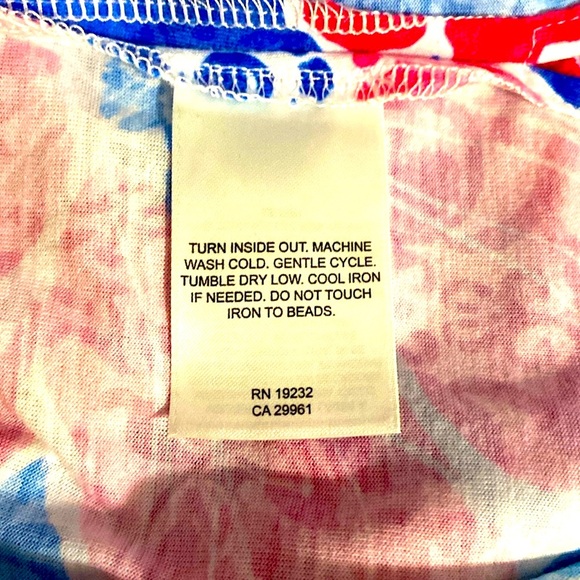 TURN INSIDE OUT. MACHINE
WASH COLD. GENTLE CYCLE.
TUMBLE DRY LOW. COOL IRON
IF NEEDED. DO NOT TOUCH
IRON TO BEADS.
RN 19232
CA 29961